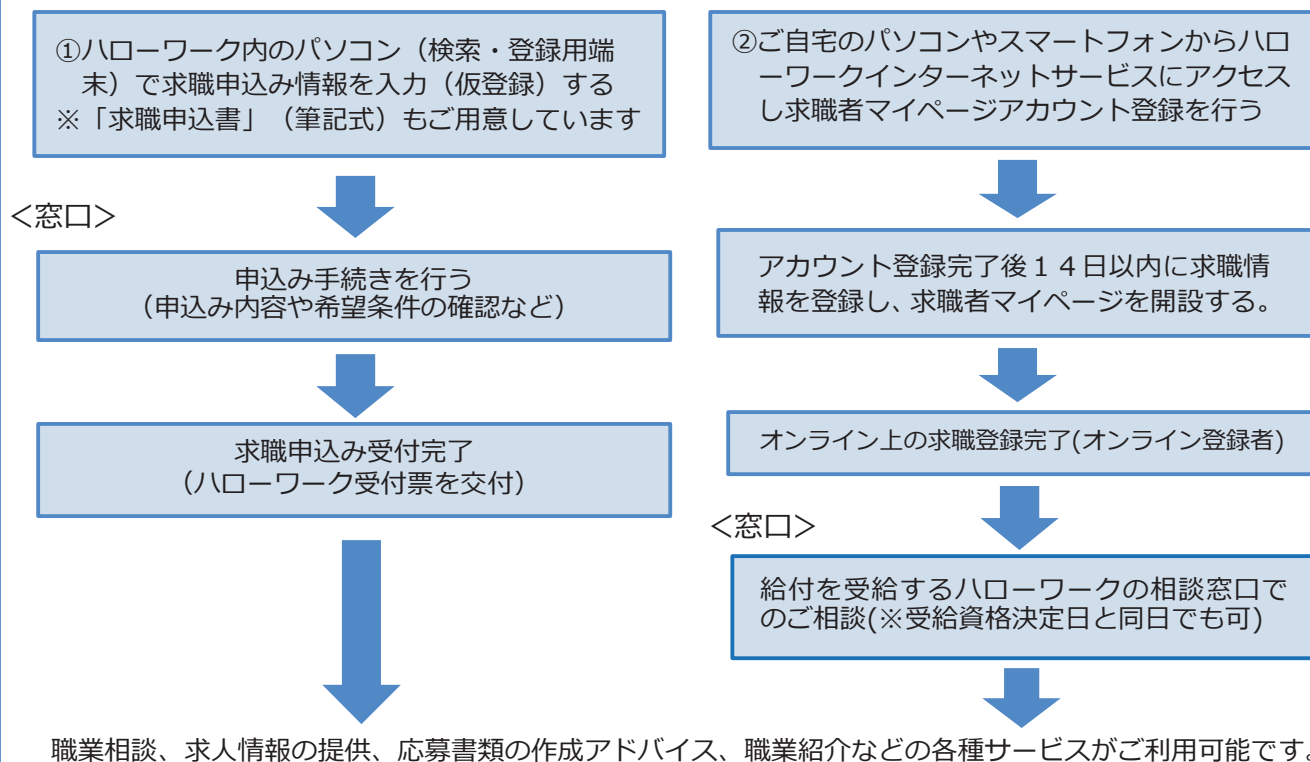 ①ハローワーク内のパソコン（検索・登録用端
末）で求職申込み情報を入力（仮登録）する
※「求職申込書」（筆記式）もご用意しています
＜窓口＞
申込み手続きを行う
（申込み内容や希望条件の確認など）
求職申込み受付完了
（ハローワーク受付票を交付）
②ご自宅のパソコンやスマートフォンからハロ
ーワークインターネットサービスにアクセス
し求職者マイページアカウント登録を行う
アカウント登録完了後１４日以内に求職情
報を登録し、求職者マイページを開設する。
オンライン上の求職登録完了(オンライン登録者)
＜窓口＞
給付を受給するハローワークの相談窓口で
のご相談(※受給資格決定日と同日でも可)
職業相談、求人情報の提供、応募書類の作成アドバイス、職業紹介などの各種サービスがご利用可能です。